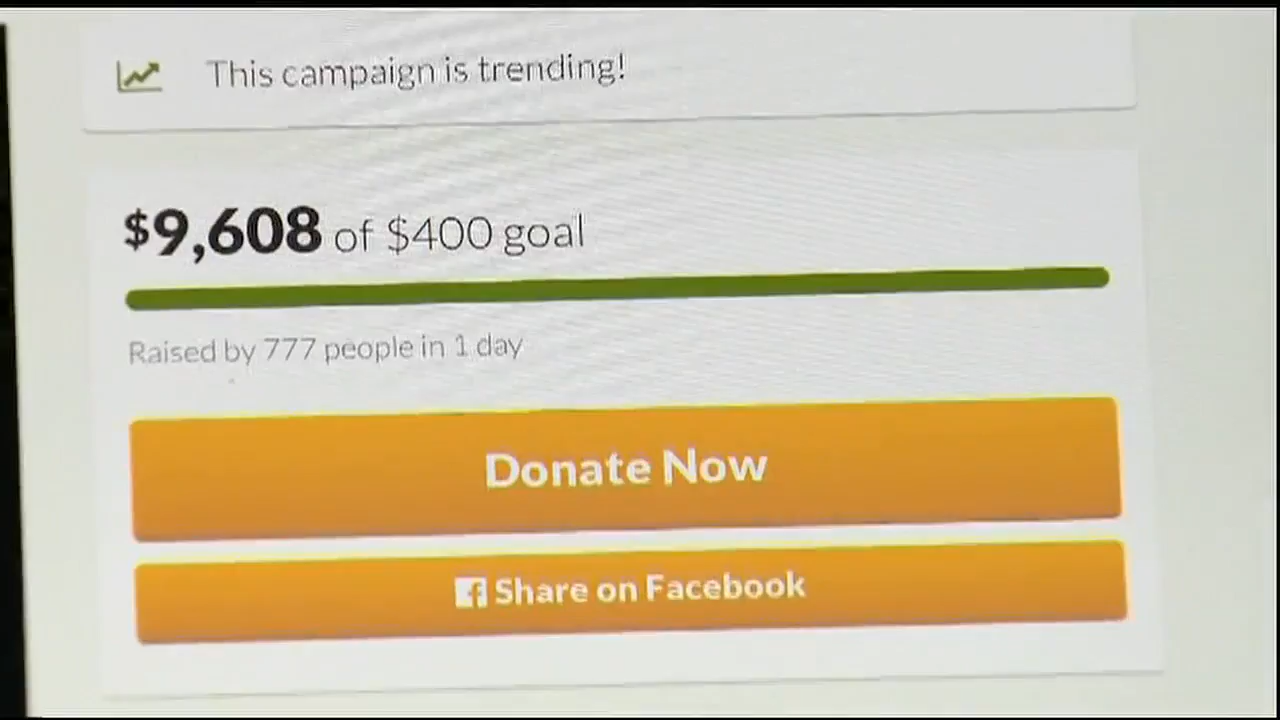 This campaign is trending!
$9,608 of $400 goal
Raised by 777 people in 1 day
Donate Now
Share on Facebook